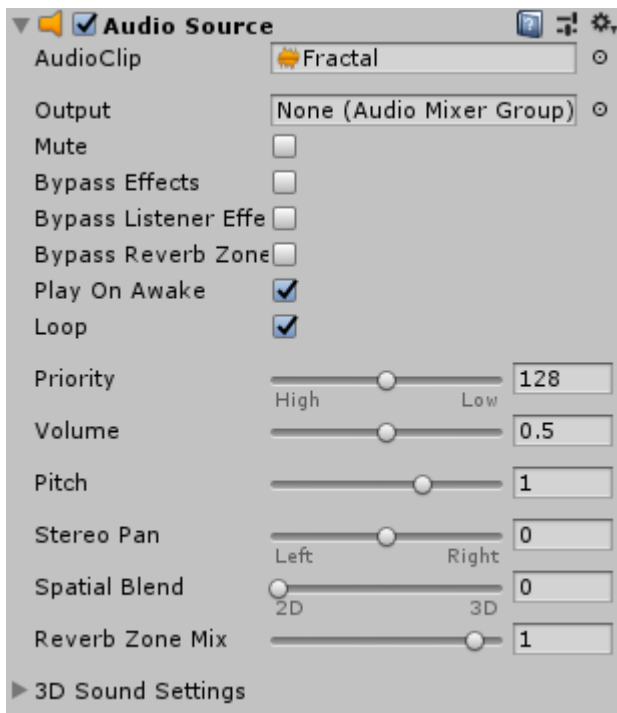 Audio Source
AudioClip Fractal
Output None (Audio Mixer Group)
Mute
Bypass Effects
Bypass Listener Effe
Bypass Reverb Zone
Play On Awake
Loop
Priority 128
High Low
Volume 0.5
Pitch 1
Stereo Pan 0
Left Right
Spatial Blend 0
2D 3D
Reverb Zone Mix 1
3D Sound Settings